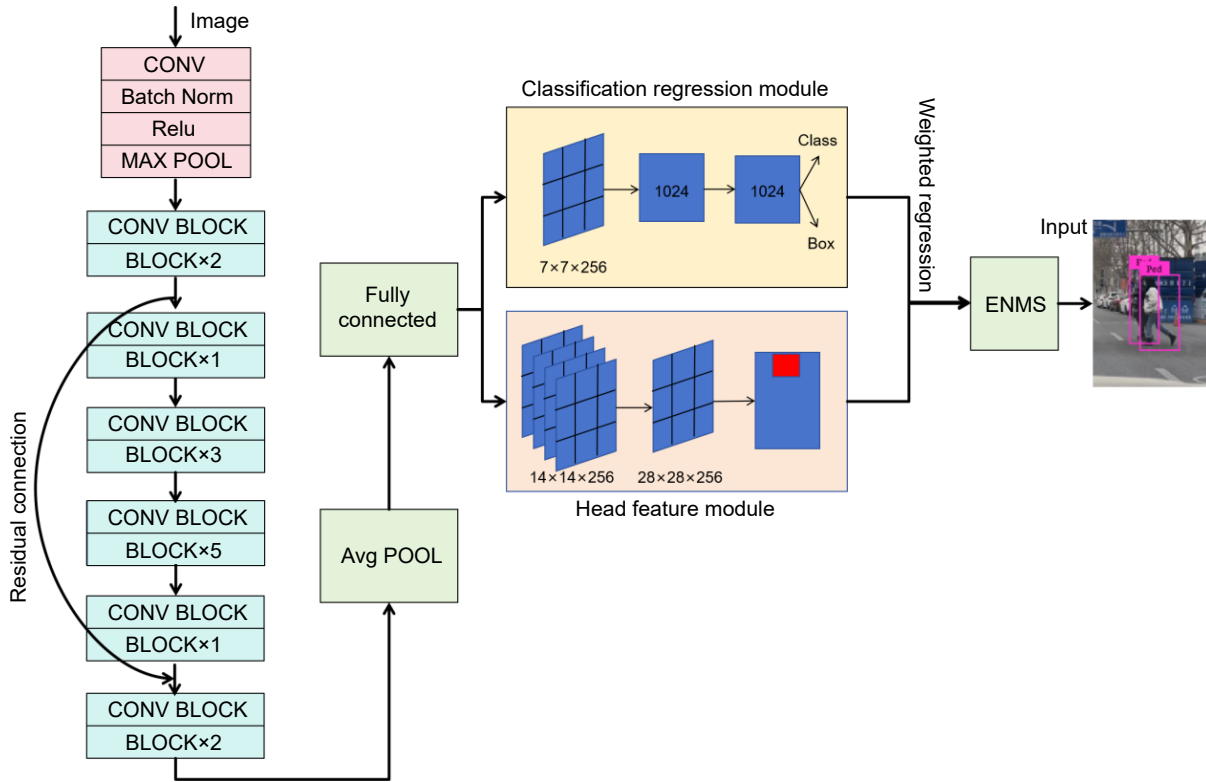 Image
CONV
Batch Norm
Relu
MAX POOL
CONV BLOCK
BLOCK×2
CONV BLOCK
BLOCK×1
CONV BLOCK
BLOCK×3
CONV BLOCK
BLOCK×5
CONV BLOCK
BLOCK×1
CONV BLOCK
BLOCK×2
Residual connection
Avg POOL
Fully
connected
Classification regression module
7×7×256
1024
1024
Class
Box
14×14×256
28×28×256
Head feature module
Weighted regression
ENMS
Input
Ped